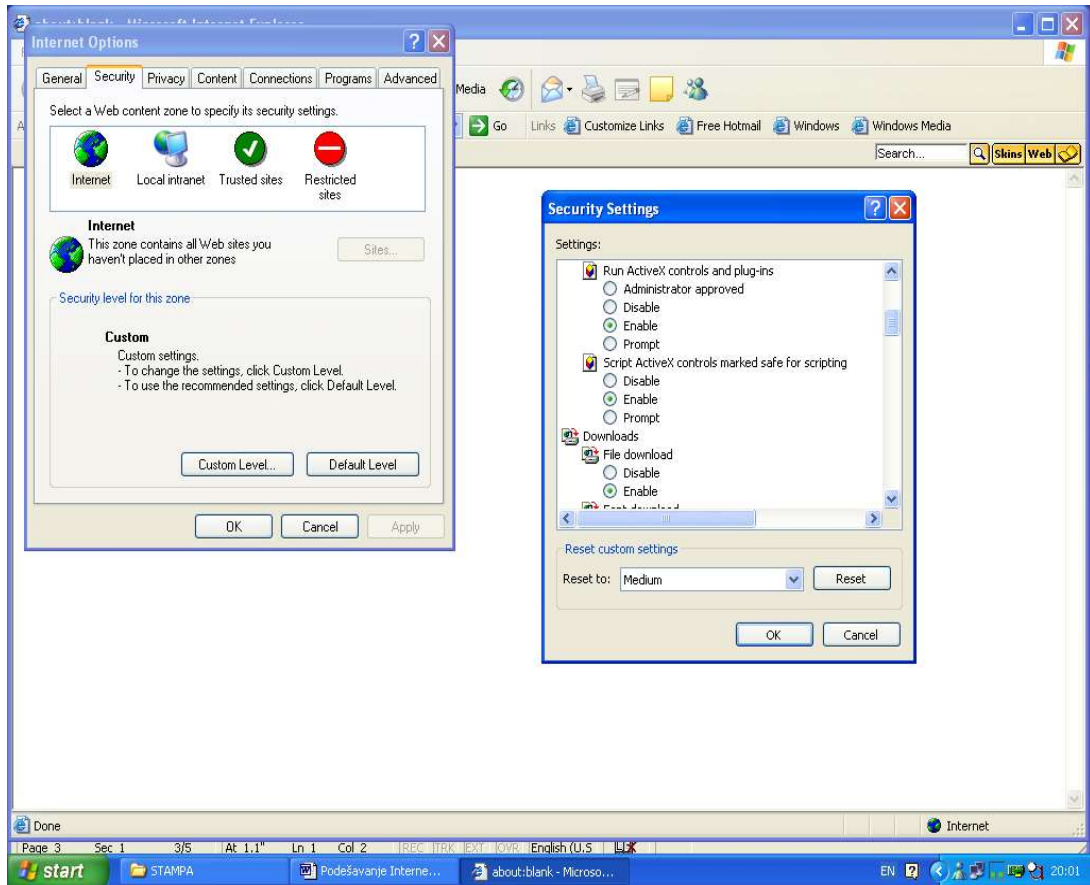 about:blank - Microsoft Internet Explorer
Internet Options
General Security Privacy Content Connections Programs Advanced
Select a Web content zone to specify its security settings.
Internet Local intranet Trusted sites Restricted
sites
Internet
This zone contains all Web sites you
haven't placed in other zones
Sites...
Security level for this zone
Custom
Custom settings.
- To change the settings, click Custom Level.
- To use the recommended settings, click Default Level.
Custom Level... Default Level
OK Cancel Apply
Media
Go Links Customize Links Free Hotmail Windows Windows Media
Search... Skins Web
Security Settings
Settings:
Run ActiveX controls and plug-ins
Administrator approved
Disable
Enable
Prompt
Script ActiveX controls marked safe for scripting
Disable
Enable
Prompt
Downloads
File download
Disable
Enable
Font download
Reset custom settings
Reset to: Medium Reset
OK Cancel
Done Internet
Page 3 Sec 1 3/5 At 1.1" Ln 1 Col 2 REC TRK EXT OVR English (U.S
start STAMPA Podešavanje Interne... about:blank - Microso... EN 20:01